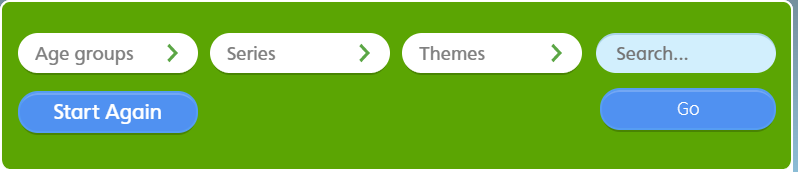 Age groups
Series
Themes
Search...
Start Again
Go